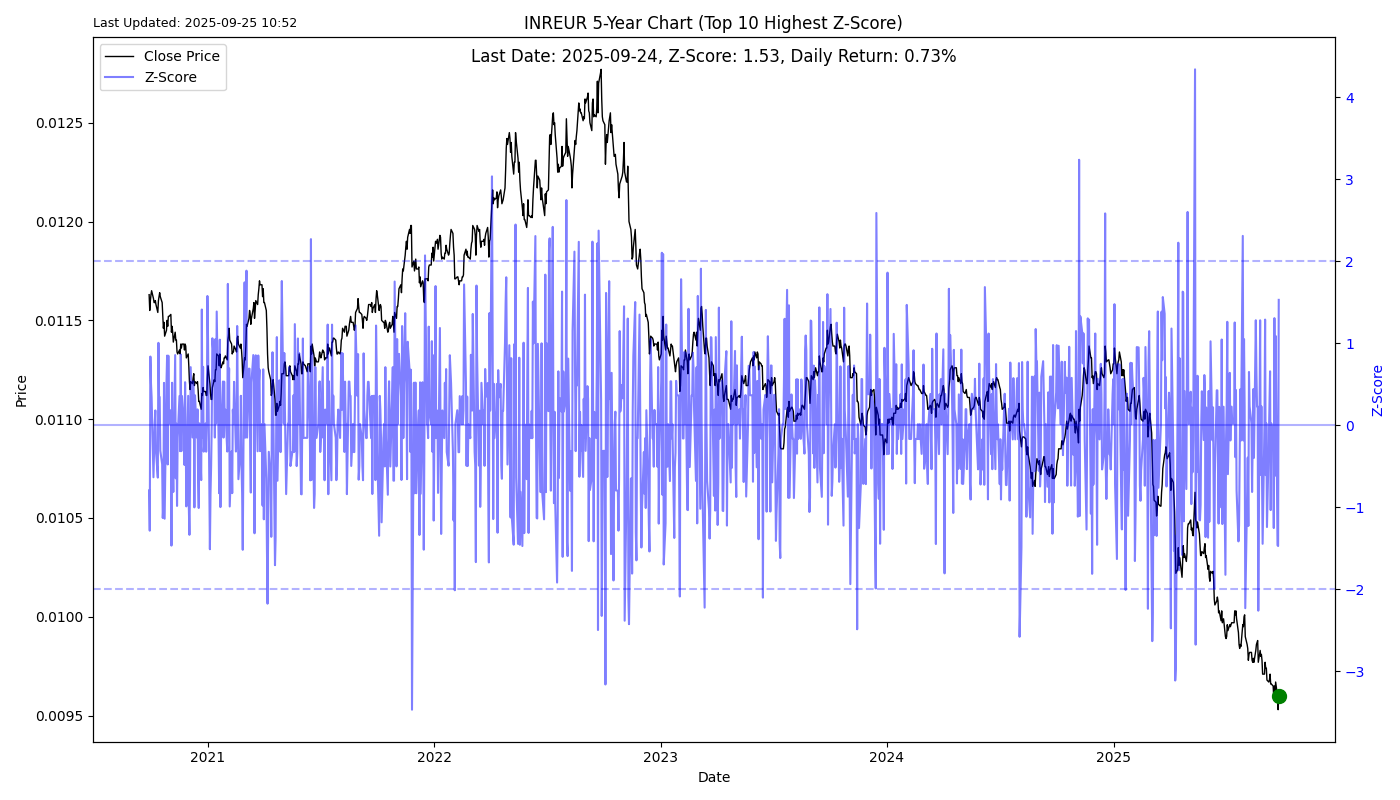 Last Updated: 2025-09-25 10:52
INREUR 5-Year Chart (Top 10 Highest Z-Score)
Last Date: 2025-09-24, Z-Score: 1.53, Daily Return: 0.73%
Close Price
Z-Score
Price
0.0125
0.0120
0.0115
0.0110
0.0105
0.0100
0.0095
4
3
2
1
0
−1
−2
−3
Z-Score
2021
2022
2023
2024
2025
Date